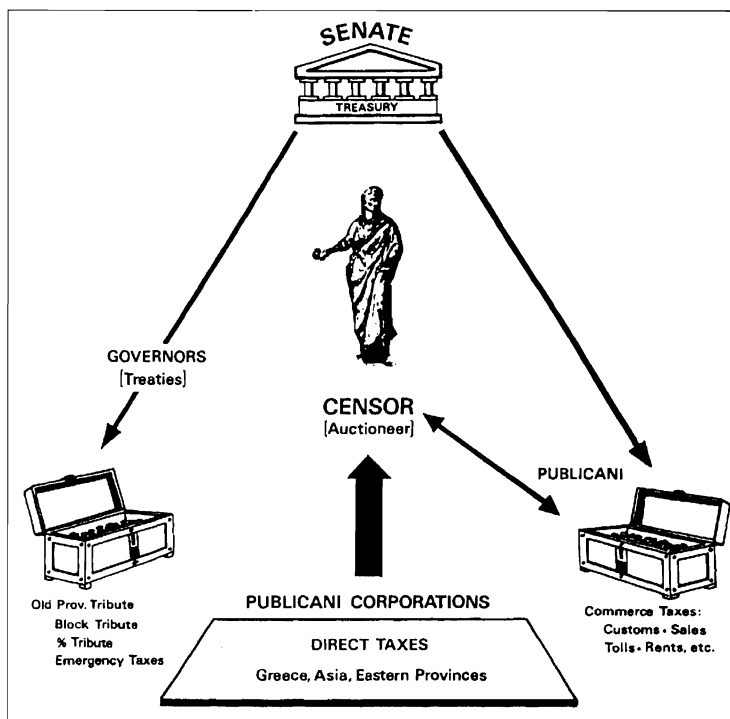 SENATE
TREASURY
GOVERNORS
[Treaties]
CENSOR
[Auctioneer]
PUBLICANI
Old Prov. Tribute
Block Tribute
% Tribute
Emergency Taxes
PUBLICANI CORPORATIONS
DIRECT TAXES
Greece, Asia, Eastern Provinces
Commerce Taxes:
Customs • Sales
Tolls • Rents, etc.